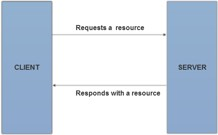 Requests a resource
CLIENT
SERVER
Responds with a resource